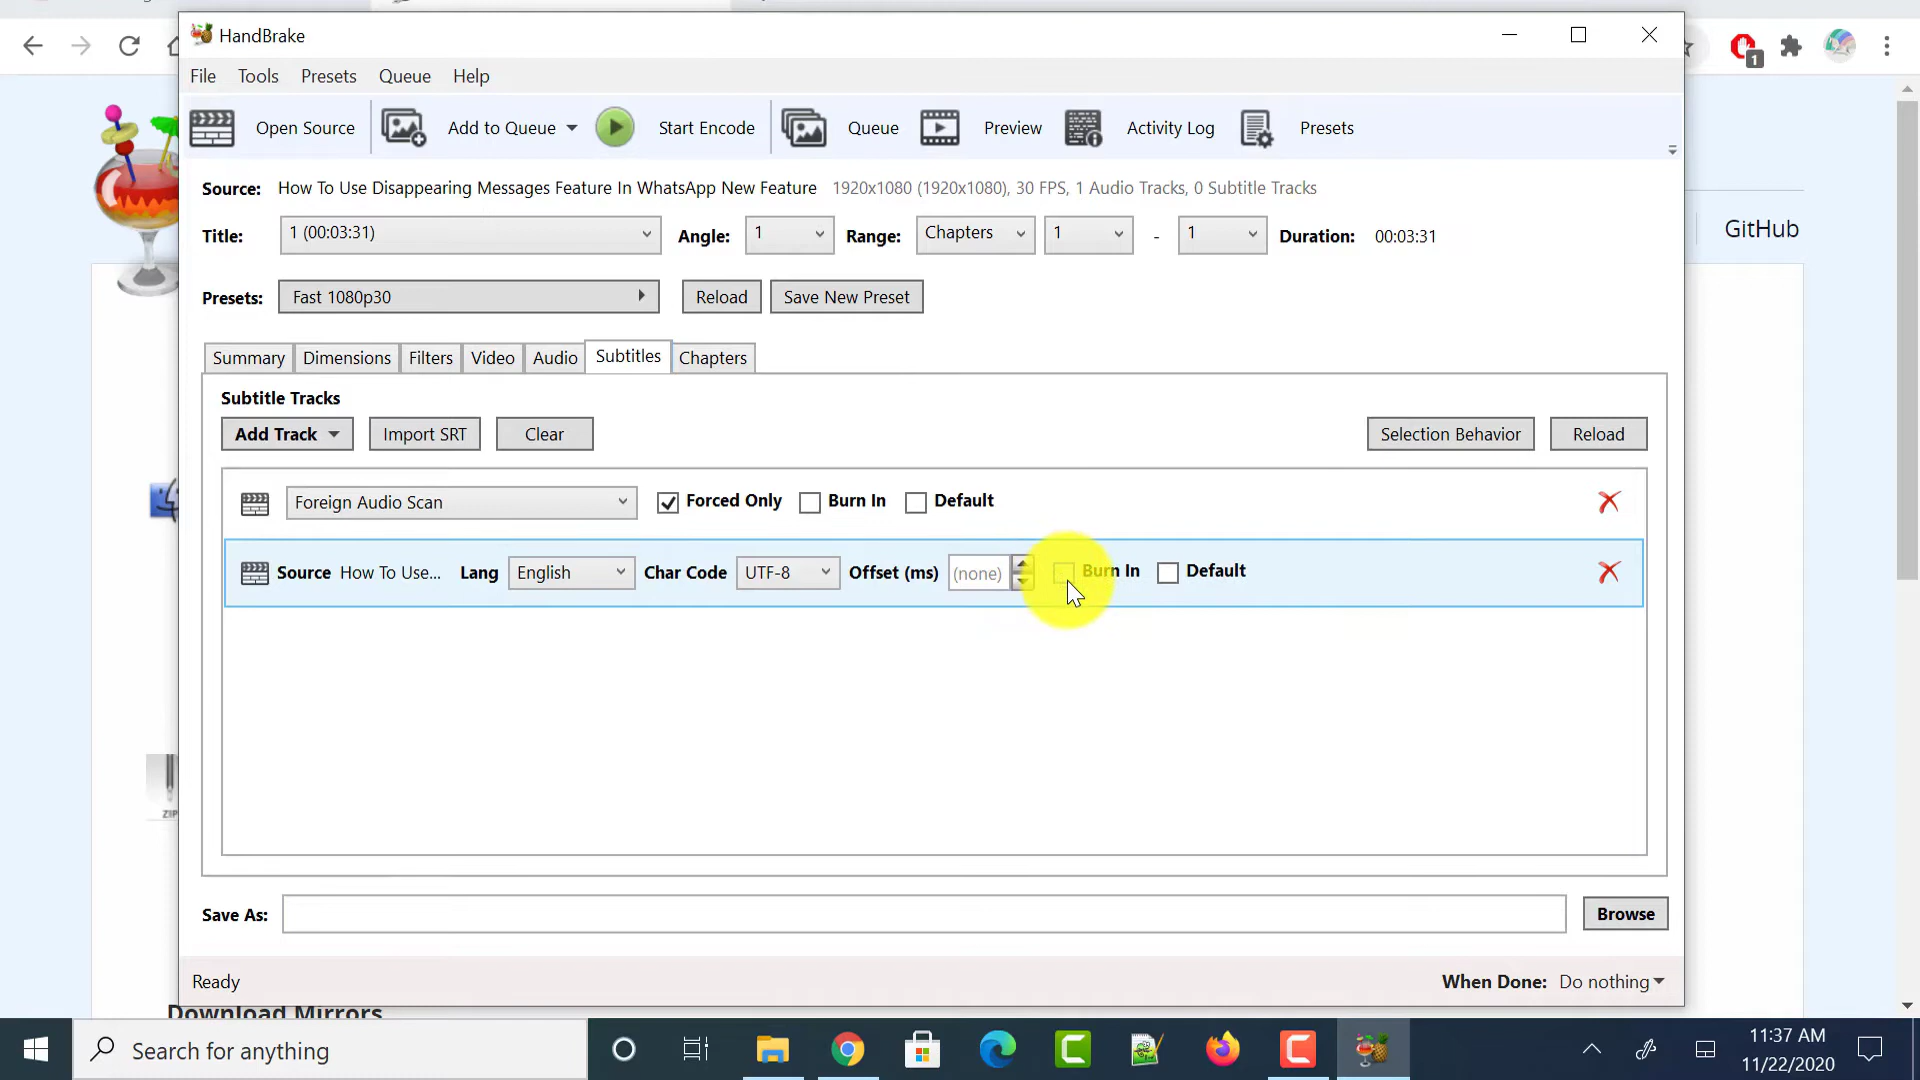 1
HandBrake
File Tools Presets Queue Help
Open Source Add to Queue Start Encode Queue Preview Activity Log Presets
Source: How To Use Disappearing Messages Feature In WhatsApp New Feature 1920x1080 (1920x1080), 30 FPS, 1 Audio Tracks, 0 Subtitle Tracks
Title: 1 (00:03:31) Angle: 1 Range: Chapters 1 - 1 Duration: 00:03:31
GitHub
Presets: Fast 1080p30 Reload Save New Preset
Summary Dimensions Filters Video Audio Subtitles Chapters
Subtitle Tracks
Add Track Import SRT Clear Selection Behavior Reload
Foreign Audio Scan Forced Only Burn In Default
Source How To Use... Lang English Char Code UTF-8 Offset (ms) (none) Burn In Default
ZIP
Save As: Browse
Ready When Done: Do nothing
Download Mirrors
Search for anything
11:37 AM
11/22/2020